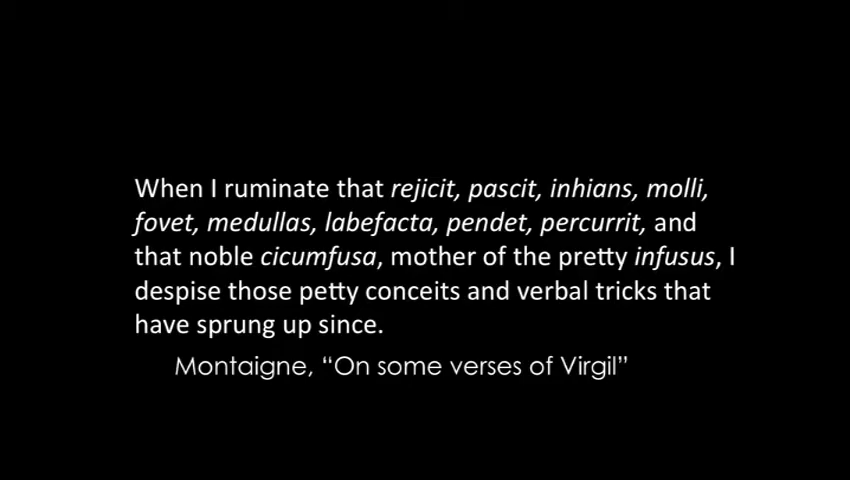 When I ruminate that rejicit, pascit, inhians, molli,
fovet, medullas, labefacta, pendet, percurrit, and
that noble cicumfusa, mother of the pretty infusus, I
despise those petty conceits and verbal tricks that
have sprung up since.
Montaigne, “On some verses of Virgil”